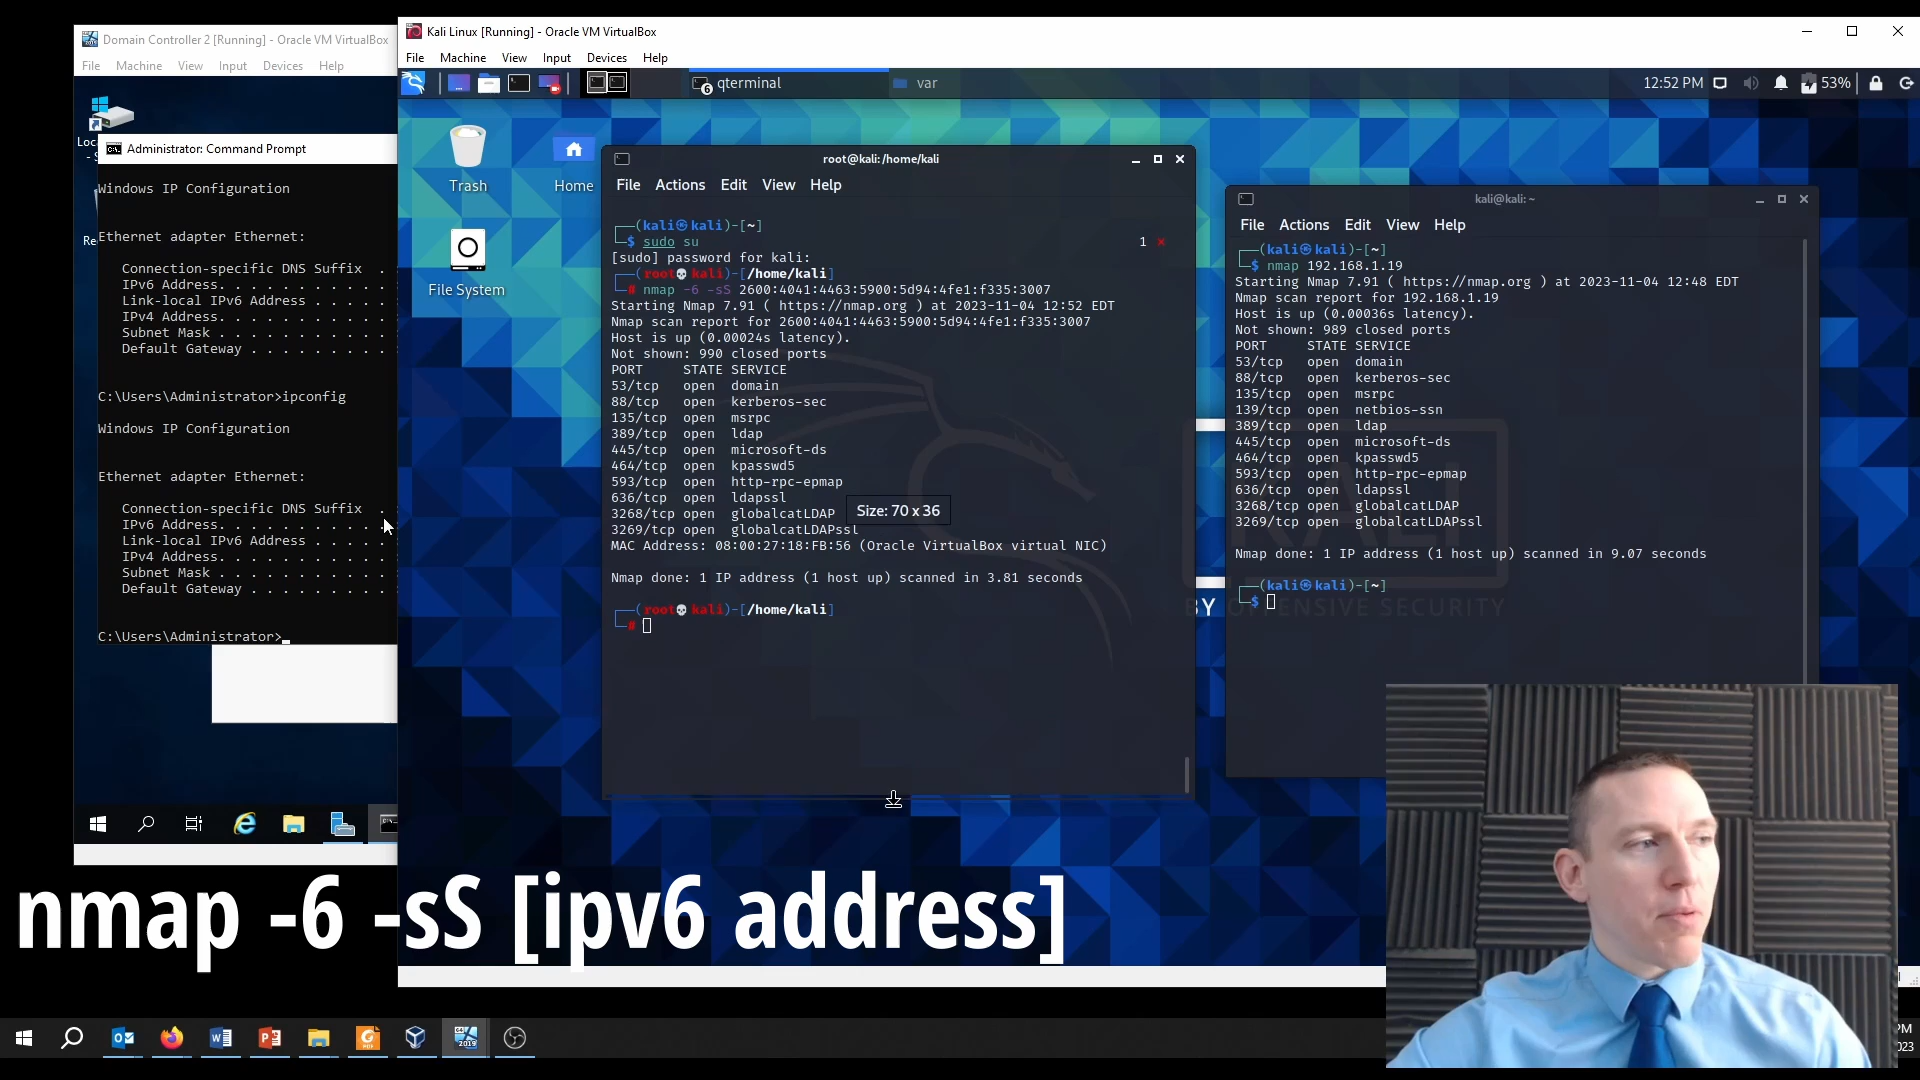 Domain Controller 2 [Running] - Oracle VM VirtualBox
File Machine View Input Devices Help
Administrator: Command Prompt
Windows IP Configuration
Ethernet adapter Ethernet:
Connection-specific DNS Suffix .
IPv6 Address. . . . . . . . . . .
Link-local IPv6 Address . . . . .
IPv4 Address. . . . . . . . . . .
Subnet Mask . . . . . . . . . . .
Default Gateway . . . . . . . . .
C:\Users\Administrator>ipconfig
Windows IP Configuration
Ethernet adapter Ethernet:
Connection-specific DNS Suffix .
IPv6 Address. . . . . . . . . . .
Link-local IPv6 Address . . . . .
IPv4 Address. . . . . . . . . . .
Subnet Mask . . . . . . . . . . .
Default Gateway . . . . . . . . .
C:\Users\Administrator>
Kali Linux [Running] - Oracle VM VirtualBox
File Machine View Input Devices Help
6 qterminal
var
12:52 PM
53%
Trash
Home
File System
root@kali: /home/kali
File Actions Edit View Help
(kali㉿kali)-[~]
$ sudo su
1
[sudo] password for kali:
(root💀kali)-[/home/kali]
# nmap -6 -sS 2600:4041:4463:5900:5d94:4fe1:f335:3007
Starting Nmap 7.91 ( https://nmap.org ) at 2023-11-04 12:52 EDT
Nmap scan report for 2600:4041:4463:5900:5d94:4fe1:f335:3007
Host is up (0.00024s latency).
Not shown: 990 closed ports
PORT STATE SERVICE
53/tcp open domain
88/tcp open kerberos-sec
135/tcp open msrpc
389/tcp open ldap
445/tcp open microsoft-ds
464/tcp open kpasswd5
593/tcp open http-rpc-epmap
636/tcp open ldapssl
3268/tcp open globalcatLDAP
3269/tcp open globalcatLDAPssl
Size: 70 x 36
MAC Address: 08:00:27:18:FB:56 (Oracle VirtualBox virtual NIC)
Nmap done: 1 IP address (1 host up) scanned in 3.81 seconds
(root💀kali)-[/home/kali]
#
kali@kali: ~
File Actions Edit View Help
(kali㉿kali)-[~]
$ nmap 192.168.1.19
Starting Nmap 7.91 ( https://nmap.org ) at 2023-11-04 12:48 EDT
Nmap scan report for 192.168.1.19
Host is up (0.00036s latency).
Not shown: 989 closed ports
PORT STATE SERVICE
53/tcp open domain
88/tcp open kerberos-sec
135/tcp open msrpc
139/tcp open netbios-ssn
389/tcp open ldap
445/tcp open microsoft-ds
464/tcp open kpasswd5
593/tcp open http-rpc-epmap
636/tcp open ldapssl
3268/tcp open globalcatLDAP
3269/tcp open globalcatLDAPssl
Nmap done: 1 IP address (1 host up) scanned in 9.07 seconds
(kali㉿kali)-[~]
$
BY OFFENSIVE SECURITY
nmap -6 -sS [ipv6 address]